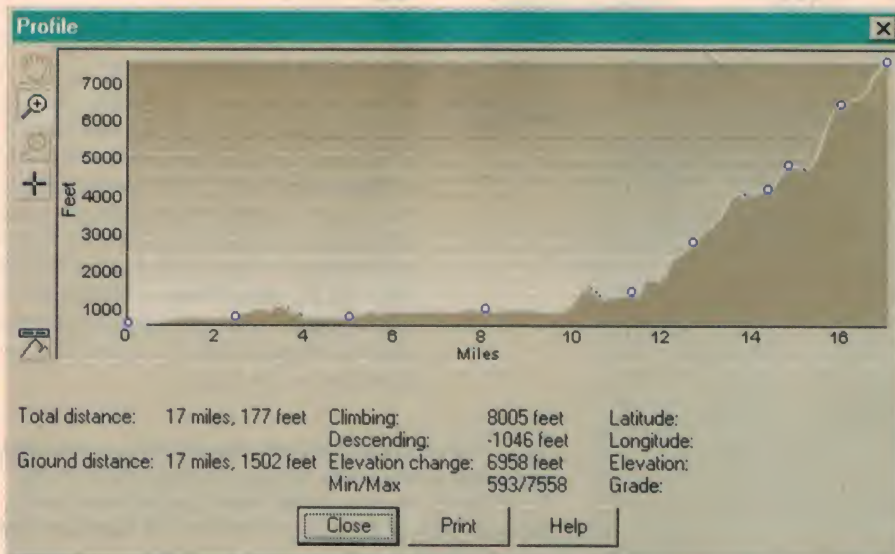 Profile
7000
6000
5000
4000
3000
2000
1000
Feet
0 2 4 6 8 10 12 14 16
Miles
Total distance: 17 miles, 177 feet Climbing: 8005 feet Latitude:
Descending: -1046 feet Longitude:
Ground distance: 17 miles, 1502 feet Elevation change: 6958 feet Elevation:
Min/Max 593/7558 Grade:
Close Print Help